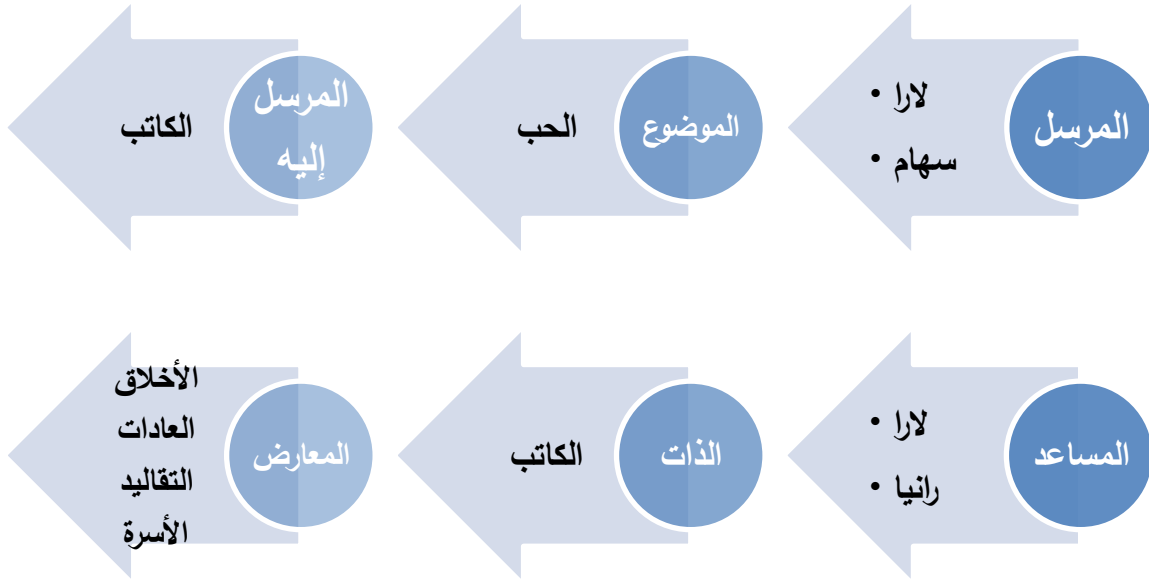 المرسل
• لارا
• سهام
الموضوع
الحب
المرسل
إليه
الكاتب
المساعد
• لارا
• رانيا
الذات
الكاتب
المعارض
الأخلاق
العادات
التقاليد
الأسرة